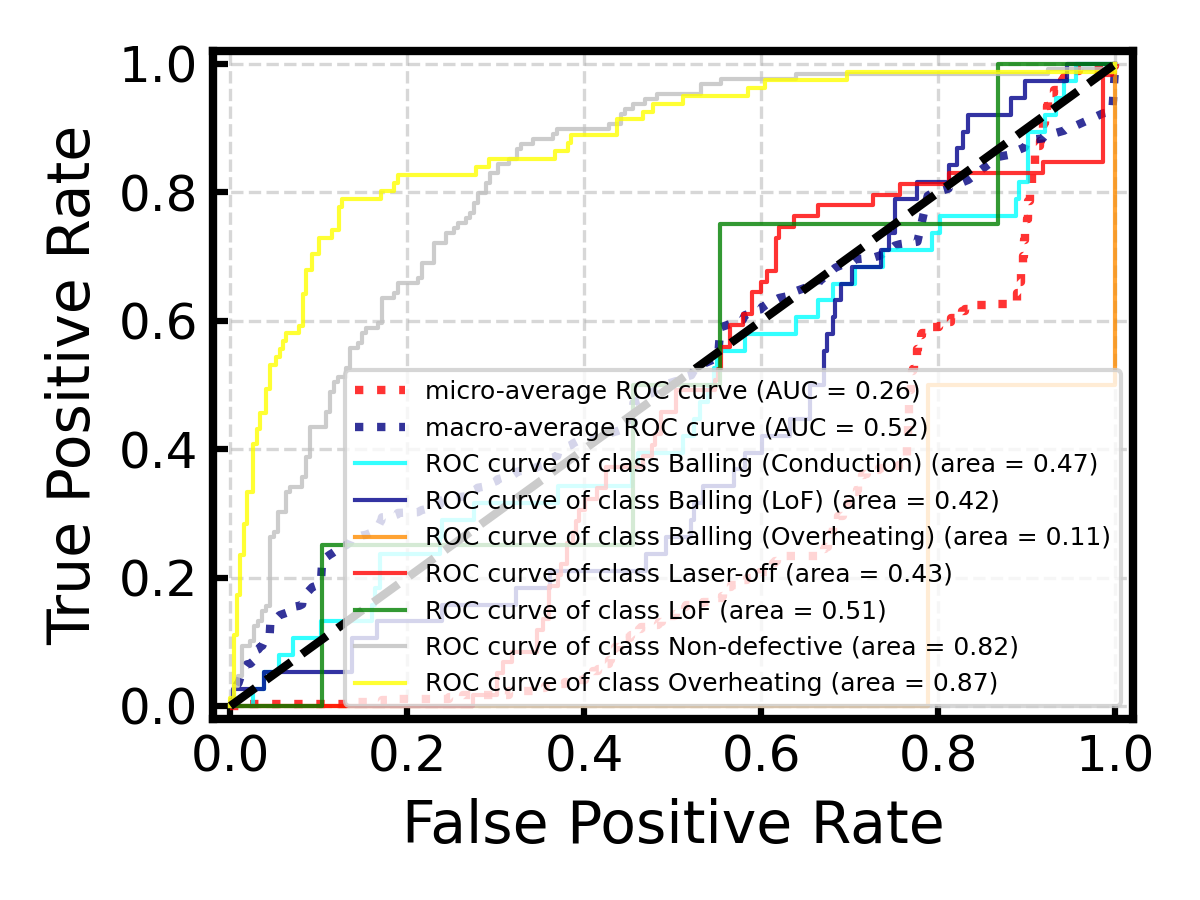 1.0
0.8
0.6
0.4
0.2
0.0
True Positive Rate
micro-average ROC curve (AUC = 0.26)
macro-average ROC curve (AUC = 0.52)
ROC curve of class Balling (Conduction) (area = 0.47)
ROC curve of class Balling (LoF) (area = 0.42)
ROC curve of class Balling (Overheating) (area = 0.11)
ROC curve of class Laser-off (area = 0.43)
ROC curve of class LoF (area = 0.51)
ROC curve of class Non-defective (area = 0.82)
ROC curve of class Overheating (area = 0.87)
0.0 0.2 0.4 0.6 0.8 1.0
False Positive Rate